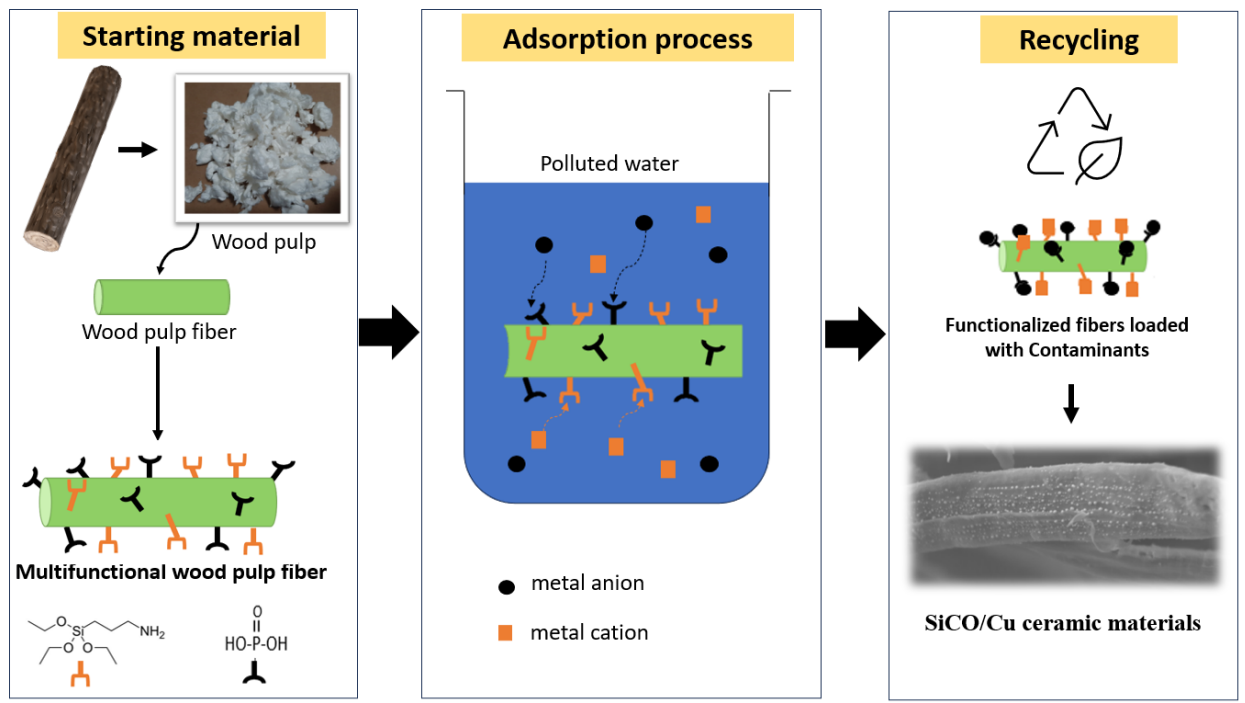 Starting material
Wood pulp
Wood pulp fiber
Multifunctional wood pulp fiber
O
Si
NH2
O
O
O
HO-P-OH
Adsorption process
Polluted water
metal anion
metal cation
Recycling
Functionalized fibers loaded
with Contaminants
SiCO/Cu ceramic materials